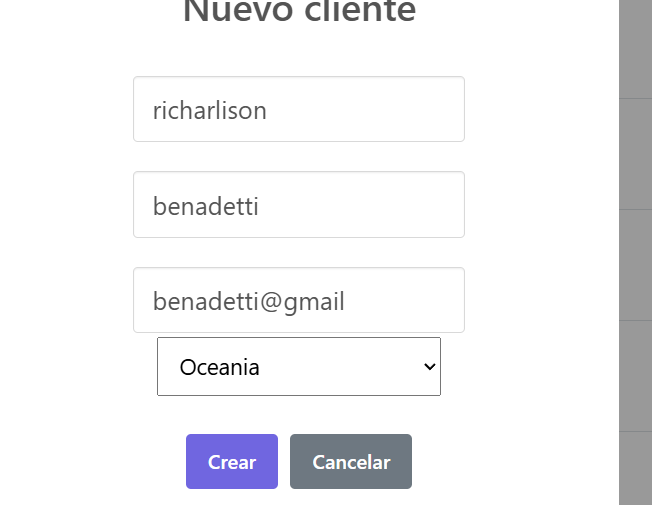 Nuevo cliente
richarlison
benadetti
benadetti@gmail
Oceania
Crear Cancelar